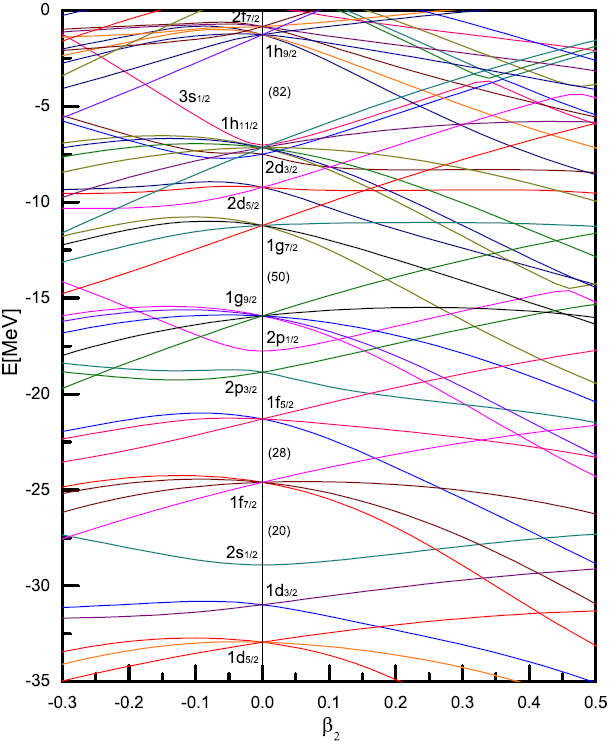 0
2f7/2
1h9/2
(82)
3s1/2
-5
1h11/2
2d3/2
-10
2d5/2
1g7/2
(50)
-15
1g9/2
2p1/2
E[MeV]
-20
2p3/2
1f5/2
(28)
-25
1f7/2
(20)
2s1/2
-30
1d3/2
1d5/2
-35
-0.3 -0.2 -0.1 0.0 0.1 0.2 0.3 0.4 0.5
β2